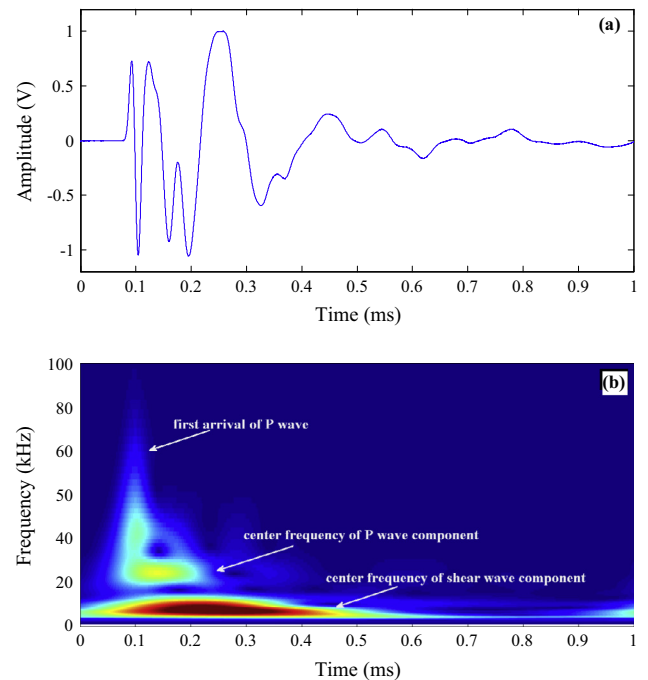 (a)
Amplitude (V)
1
0.5
0
-0.5
-1
0 0.1 0.2 0.3 0.4 0.5 0.6 0.7 0.8 0.9 1
Time (ms)
(b)
Frequency (kHz)
100
80
60
40
20
0
first arrival of P wave
center frequency of P wave component
center frequency of shear wave component
0 0.1 0.2 0.3 0.4 0.5 0.6 0.7 0.8 0.9 1
Time (ms)